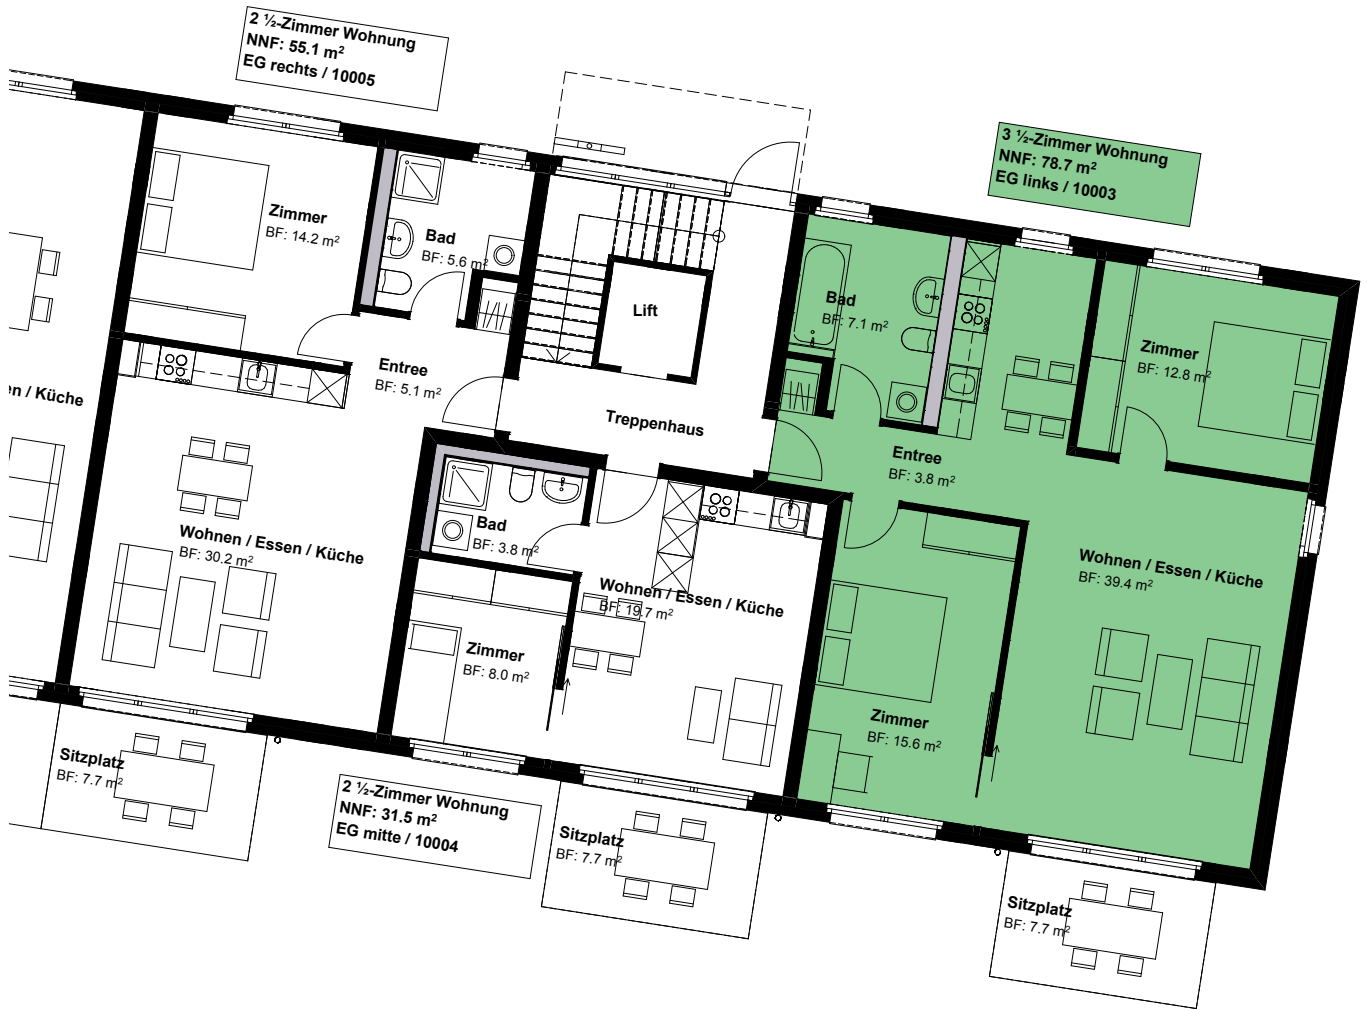 2 ½-Zimmer Wohnung
NNF: 55.1 m²
EG rechts / 10005
3 ½-Zimmer Wohnung
NNF: 78.7 m²
EG links / 10003
Zimmer
BF: 14.2 m²
Bad
BF: 5.6 m²
Lift
Bad
BF: 7.1 m²
Zimmer
BF: 12.8 m²
en / Küche
Entree
BF: 5.1 m²
Treppenhaus
Entree
BF: 3.8 m²
Wohnen / Essen / Küche
BF: 30.2 m²
Bad
BF: 3.8 m²
Wohnen / Essen / Küche
BF: 19.7 m²
Wohnen / Essen / Küche
BF: 39.4 m²
Zimmer
BF: 8.0 m²
Zimmer
BF: 15.6 m²
Sitzplatz
BF: 7.7 m²
2 ½-Zimmer Wohnung
NNF: 31.5 m²
EG mitte / 10004
Sitzplatz
BF: 7.7 m²
Sitzplatz
BF: 7.7 m²